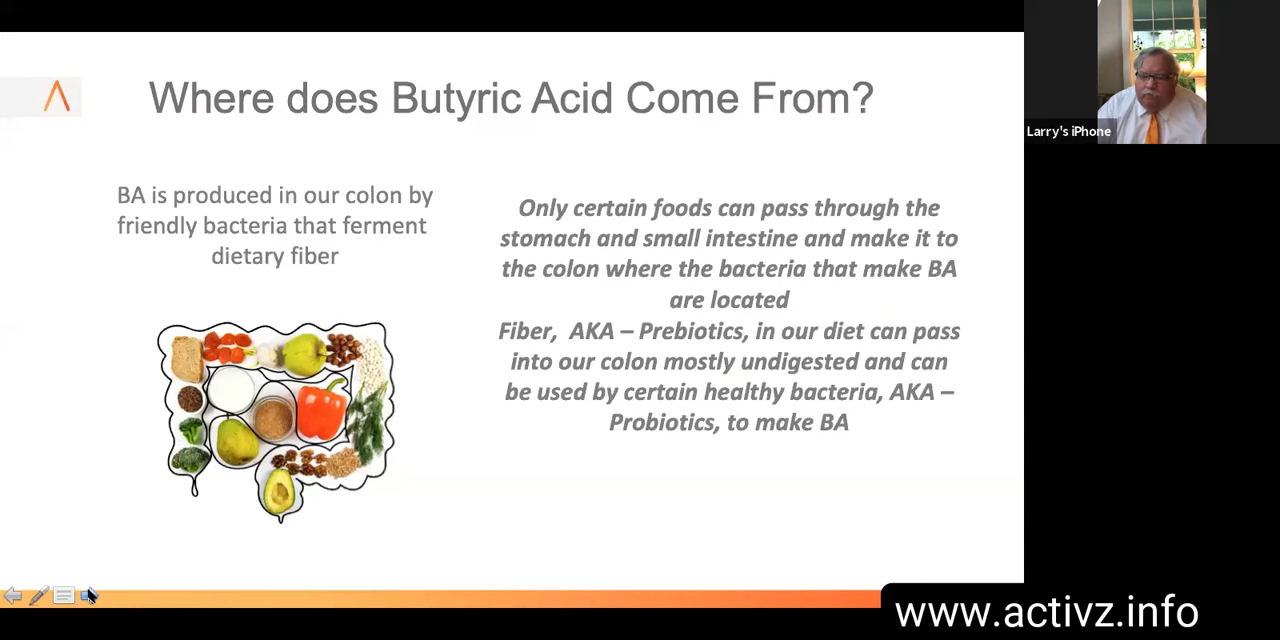 Where does Butyric Acid Come From?
BA is produced in our colon by
friendly bacteria that ferment
dietary fiber
Only certain foods can pass through the
stomach and small intestine and make it to
the colon where the bacteria that make BA
are located
Fiber, AKA – Prebiotics, in our diet can pass
into our colon mostly undigested and can
be used by certain healthy bacteria, AKA –
Probiotics, to make BA
Larry's iPhone
www.activz.info